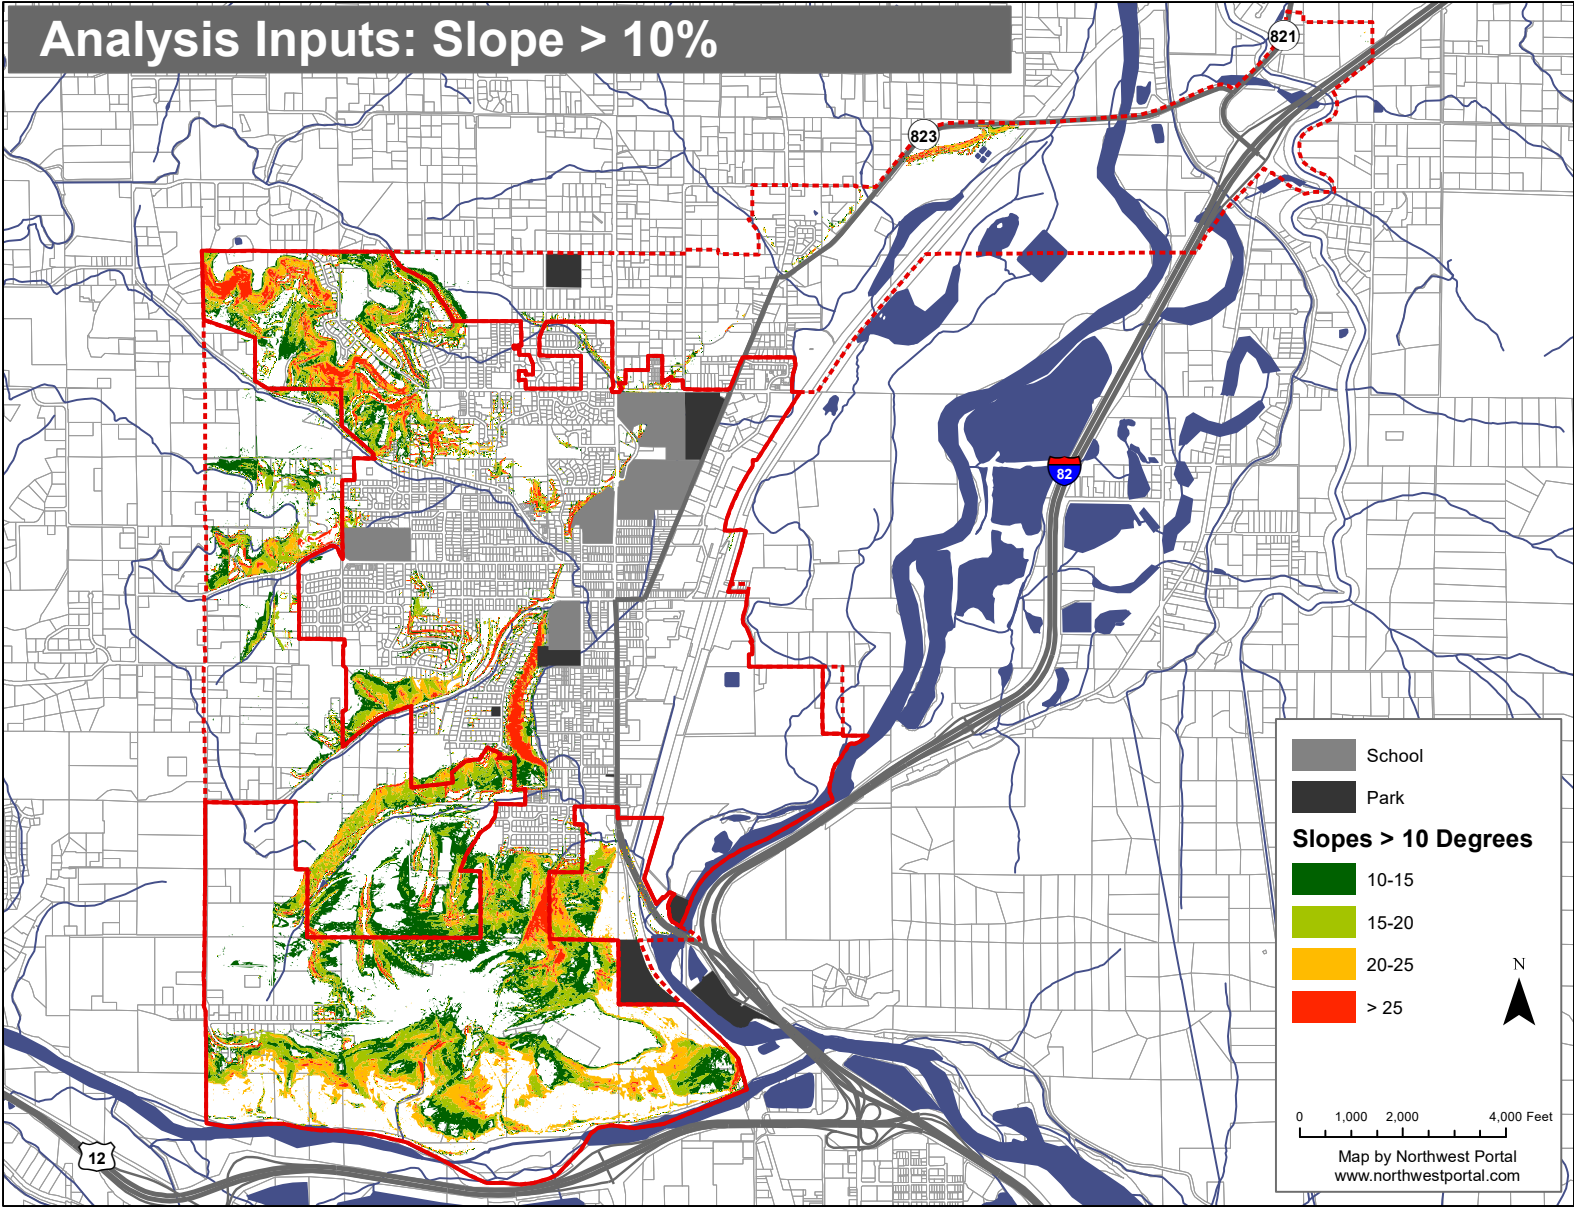 Analysis Inputs: Slope > 10%
821
823
82
12
School
Park
Slopes > 10 Degrees
10-15
15-20
20-25
> 25
N
0 1,000 2,000 4,000 Feet
Map by Northwest Portal
www.northwestportal.com